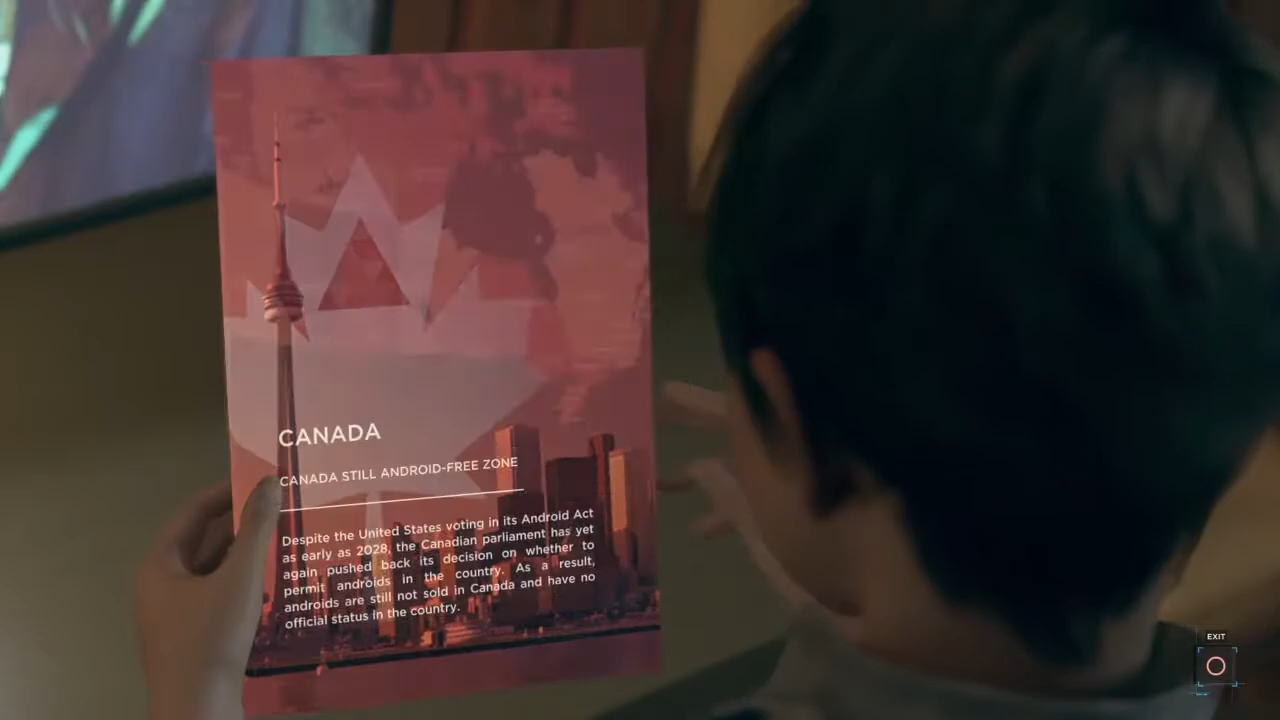 CANADA
CANADA STILL ANDROID-FREE ZONE
Despite the United States voting in its Android Act
as early as 2028, the Canadian parliament has yet
again pushed back its decision on whether to
permit androids in the country. As a result,
androids are still not sold in Canada and have no
official status in the country.
EXIT